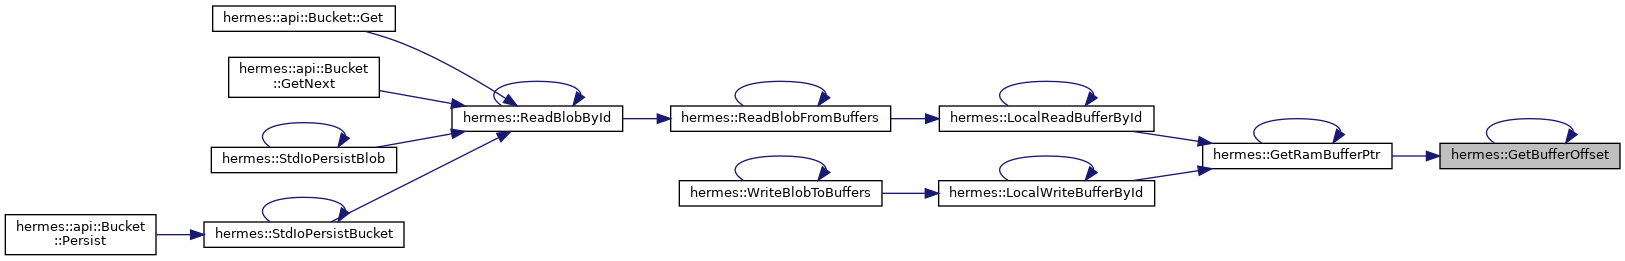 hermes::api::Bucket::Get
hermes::api::Bucket
::GetNext
hermes::StdIoPersistBlob
hermes::api::Bucket
::Persist
hermes::StdIoPersistBucket
hermes::ReadBlobById
hermes::ReadBlobFromBuffers
hermes::WriteBlobToBuffers
hermes::LocalReadBufferById
hermes::LocalWriteBufferById
hermes::GetRamBufferPtr
hermes::GetBufferOffset